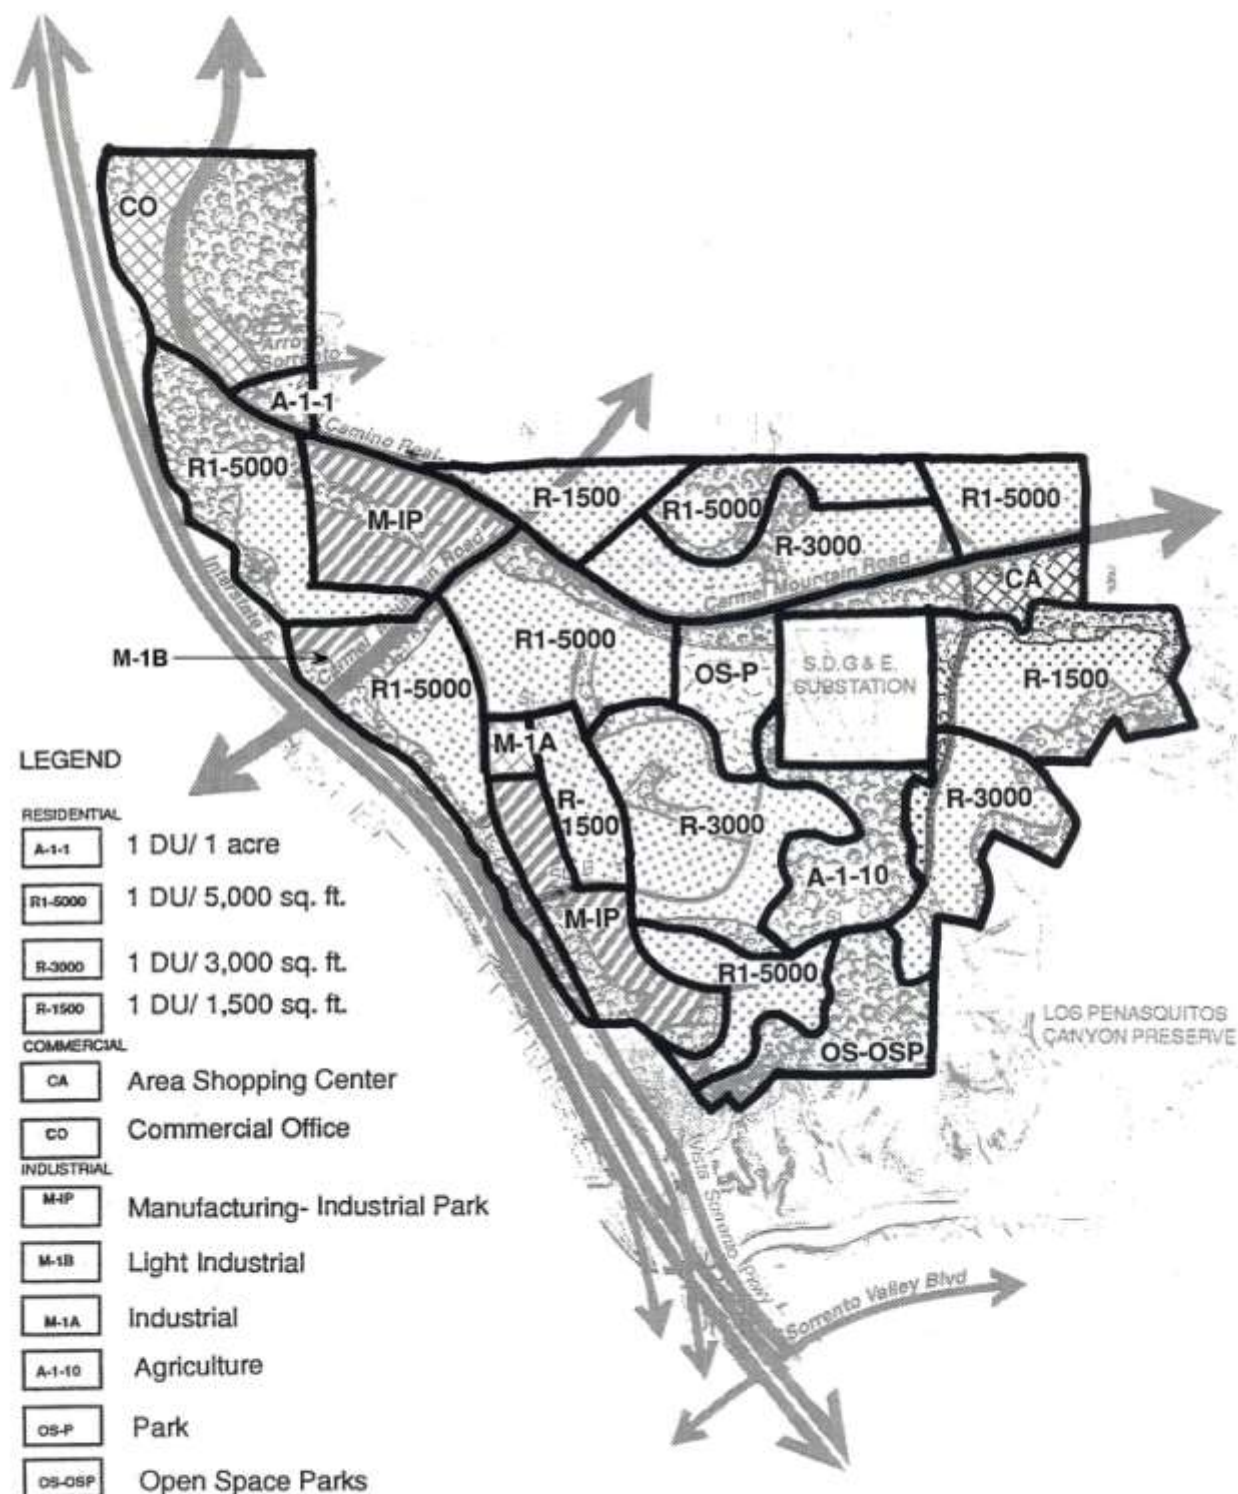 CO
Arroyo
Sorrento
A-1-1
Camino Real
R1-5000
M-IP
R-1500
R1-5000
R1-5000
R-3000
Carmel Mountain Road
CA
Interstate 5
M-1B
R1-5000
R1-5000
OS-P
S.D.G & E.
SUBSTATION
R-1500
M-1A
R-
1500
R-3000
R-3000
A-1-10
M-IP
R1-5000
OS-OSP
LOS PENASQUITOS
CANYON PRESERVE
Vista Sorrento Pkwy
Sorrento Valley Blvd
LEGEND
RESIDENTIAL
A-1-1 1 DU/ 1 acre
R1-5000 1 DU/ 5,000 sq. ft.
R-3000 1 DU/ 3,000 sq. ft.
R-1500 1 DU/ 1,500 sq. ft.
COMMERCIAL
CA Area Shopping Center
CO Commercial Office
INDUSTRIAL
M-IP Manufacturing- Industrial Park
M-1B Light Industrial
M-1A Industrial
A-1-10 Agriculture
OS-P Park
OS-OSP Open Space Parks